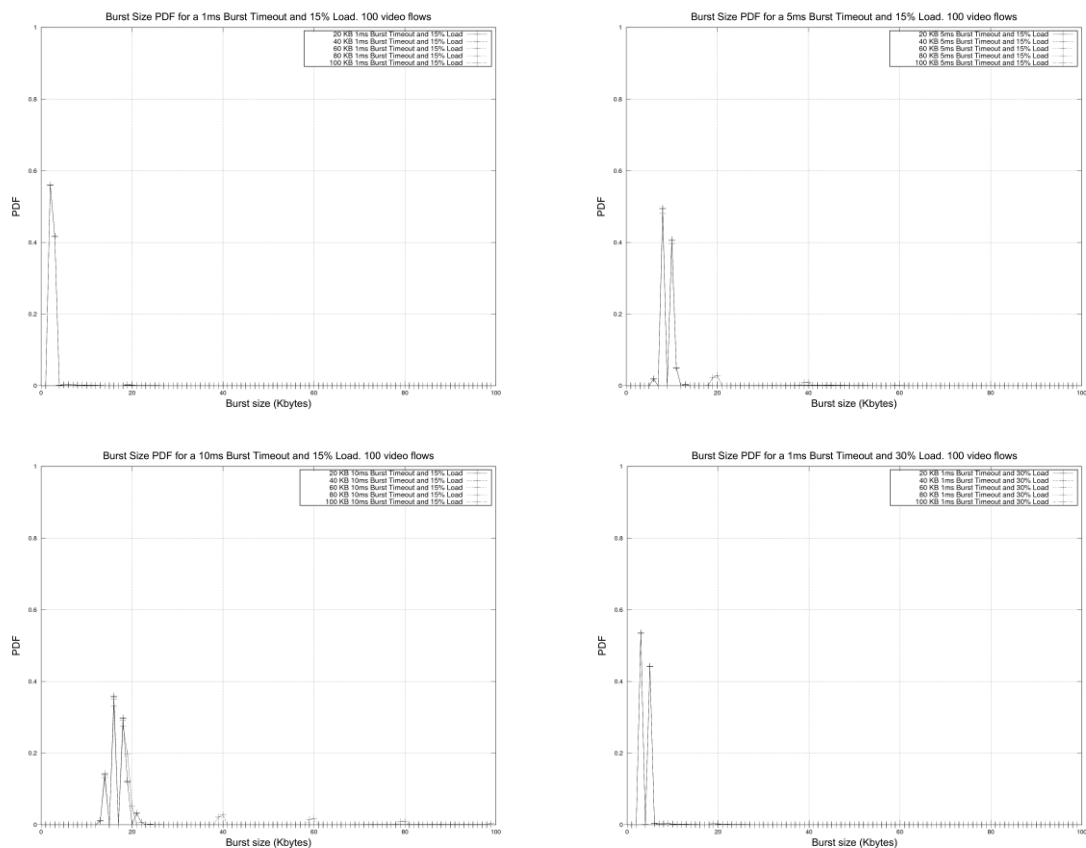 Burst Size PDF for a 1ms Burst Timeout and 15% Load. 100 video flows
1
20 KB 1ms Burst Timeout and 15% Load
40 KB 1ms Burst Timeout and 15% Load
60 KB 1ms Burst Timeout and 15% Load
80 KB 1ms Burst Timeout and 15% Load
100 KB 1ms Burst Timeout and 15% Load
0.8
0.6
PDF
0.4
0.2
0
0 20 40 60 80 100
Burst size (Kbytes)
Burst Size PDF for a 5ms Burst Timeout and 15% Load. 100 video flows
1
20 KB 5ms Burst Timeout and 15% Load
40 KB 5ms Burst Timeout and 15% Load
60 KB 5ms Burst Timeout and 15% Load
80 KB 5ms Burst Timeout and 15% Load
100 KB 5ms Burst Timeout and 15% Load
0.8
0.6
PDF
0.4
0.2
0
0 20 40 60 80 100
Burst size (Kbytes)
Burst Size PDF for a 10ms Burst Timeout and 15% Load. 100 video flows
1
20 KB 10ms Burst Timeout and 15% Load
40 KB 10ms Burst Timeout and 15% Load
60 KB 10ms Burst Timeout and 15% Load
80 KB 10ms Burst Timeout and 15% Load
100 KB 10ms Burst Timeout and 15% Load
0.8
0.6
PDF
0.4
0.2
0
0 20 40 60 80 100
Burst size (Kbytes)
Burst Size PDF for a 1ms Burst Timeout and 30% Load. 100 video flows
1
20 KB 1ms Burst Timeout and 30% Load
40 KB 1ms Burst Timeout and 30% Load
60 KB 1ms Burst Timeout and 30% Load
80 KB 1ms Burst Timeout and 30% Load
100 KB 1ms Burst Timeout and 30% Load
0.8
0.6
PDF
0.4
0.2
0
0 20 40 60 80 100
Burst size (Kbytes)